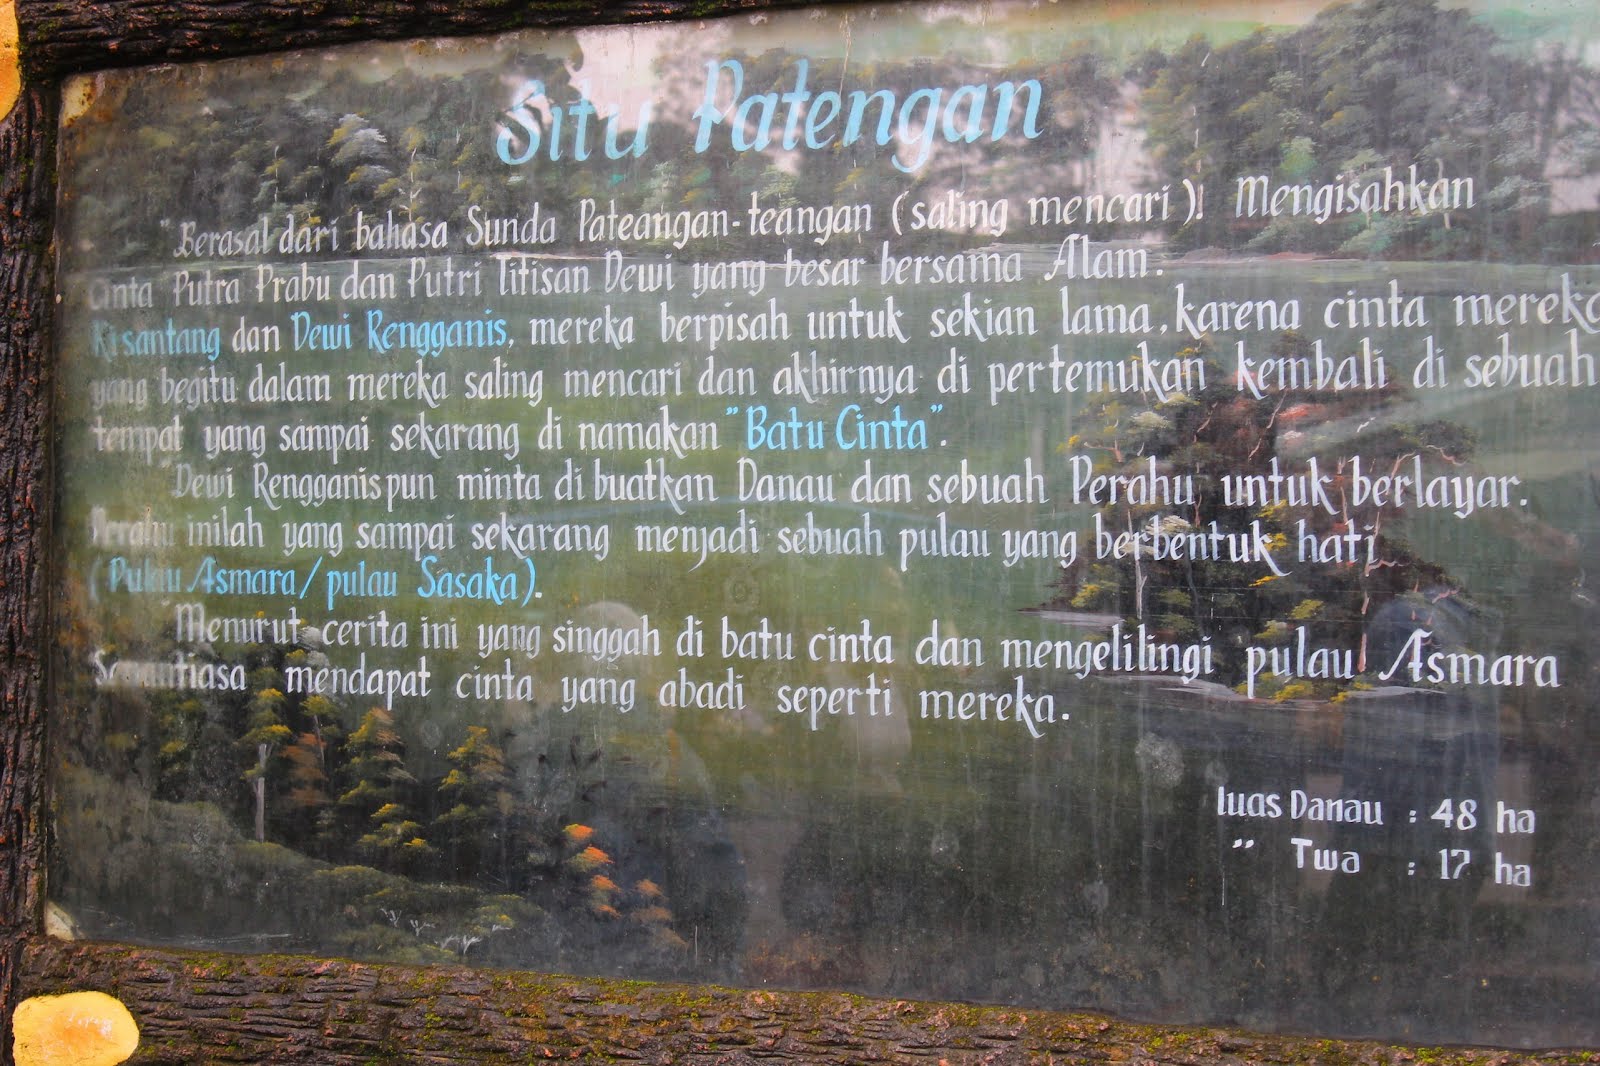 Situ Patengan
"Berasal dari bahasa Sunda Pateangan-teangan (saling mencari)! Mengisahkan
Cinta Putra Prabu dan Putri Titisan Dewi yang besar bersama Alam.
Kisantang dan Dewi Rengganis, mereka berpisah untuk sekian lama, karena cinta mereka
yang begitu dalam mereka saling mencari dan akhirnya di pertemukan kembali di sebuah
tempat yang sampai sekarang di namakan "Batu Cinta".
Dewi Rengganispun minta di buatkan Danau dan sebuah Perahu untuk berlayar.
Perahu inilah yang sampai sekarang menjadi sebuah pulau yang berbentuk hati
(Pulau Asmara/pulau Sasaka).
"Menurut cerita ini yang singgah di batu cinta dan mengelilingi pulau Asmara
Senantiasa mendapat cinta yang abadi seperti mereka.
luas Danau : 48 ha
" Twa : 17 ha